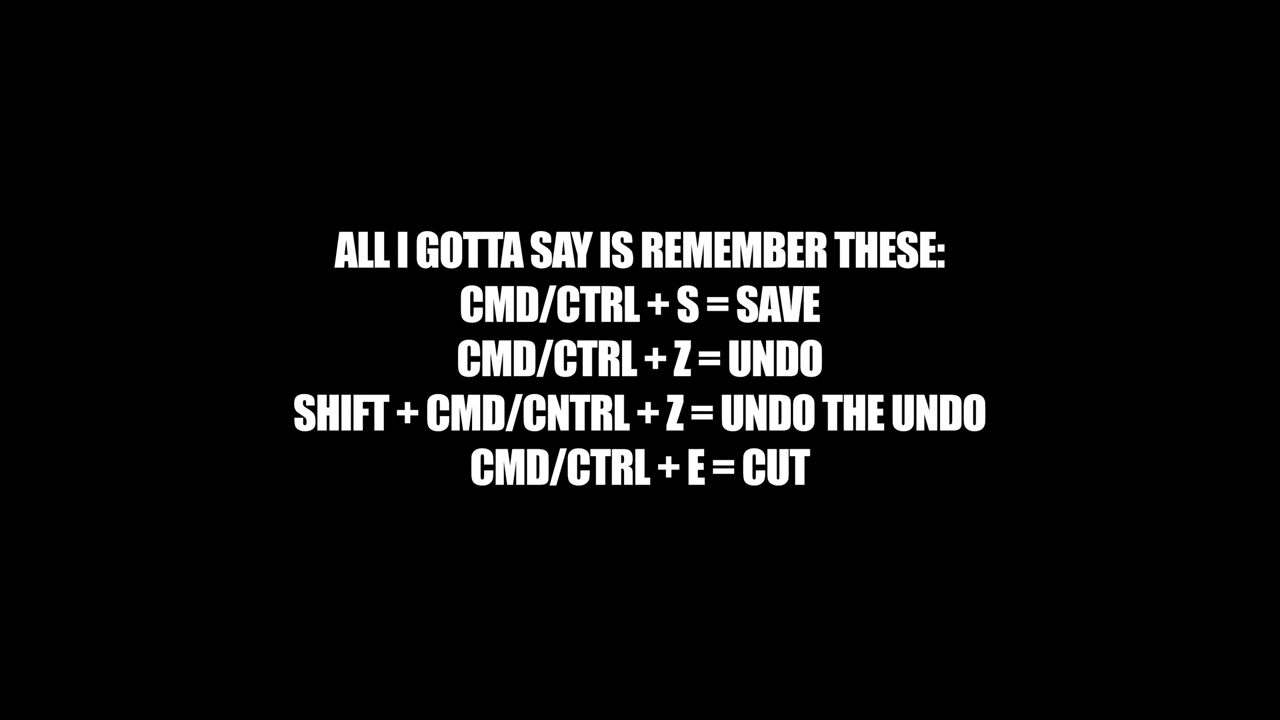 ALL I GOTTA SAY IS REMEMBER THESE:
CMD/CTRL + S = SAVE
CMD/CTRL + Z = UNDO
SHIFT + CMD/CNTRL + Z = UNDO THE UNDO
CMD/CTRL + E = CUT